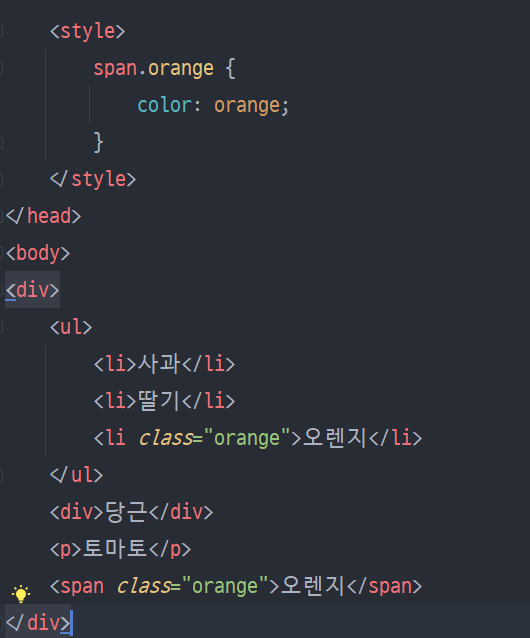 <style>
span.orange {
color: orange;
}
</style>
</head>
<body>
<div>
<ul>
<li>사과</li>
<li>딸기</li>
<li class="orange">오렌지</li>
</ul>
<div>당근</div>
<p>토마토</p>
<span class="orange">오렌지</span>
</div>